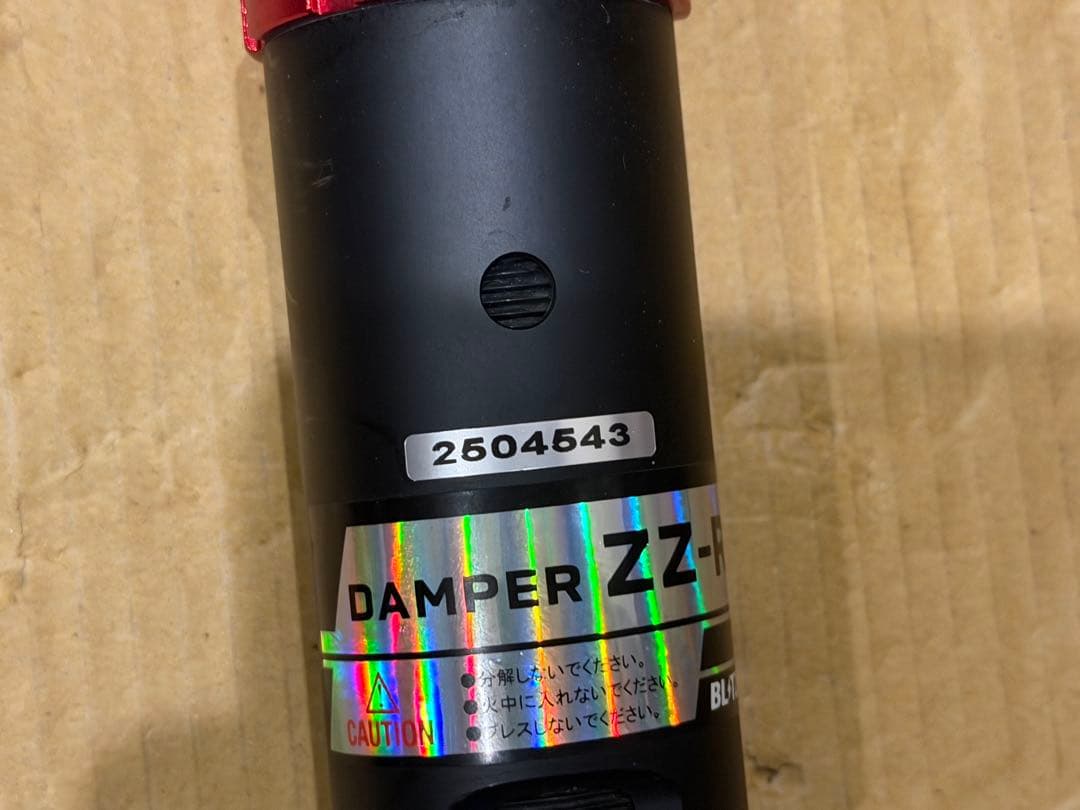 2504543
DAMPER ZZ-R
分解しないでください。
火中に入れないでください。
プレスしないでください。
CAUTION